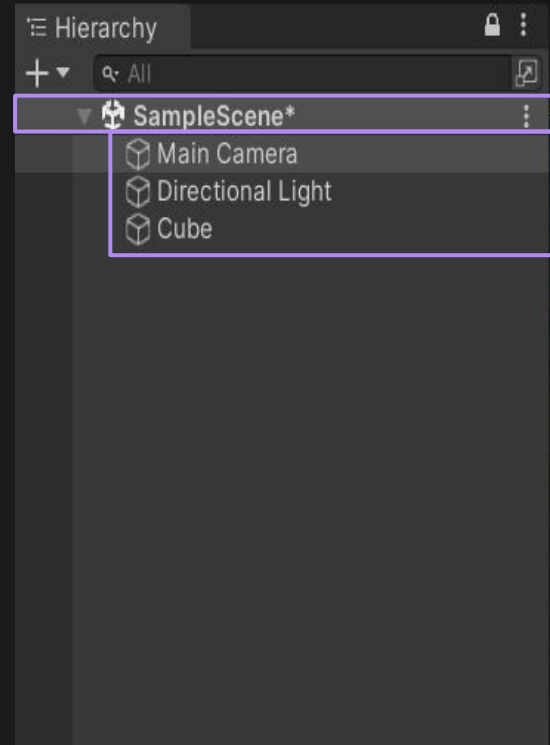 Hierarchy
All
SampleScene*
Main Camera
Directional Light
Cube